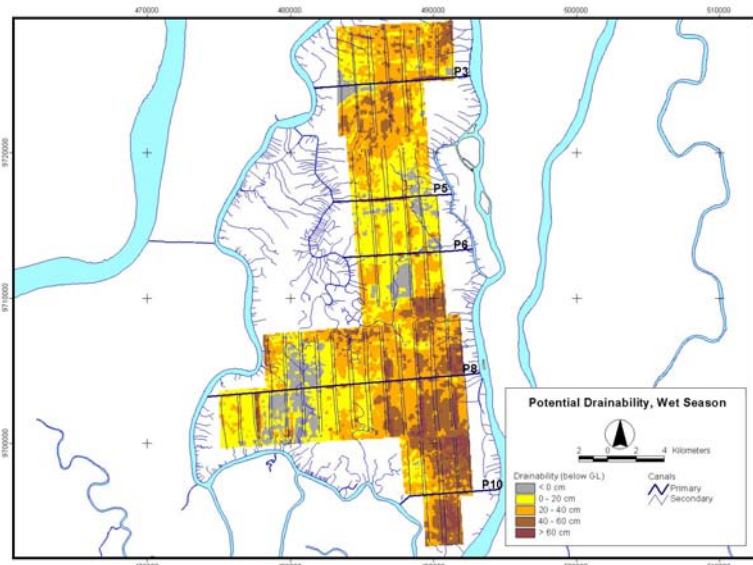 470000 480000 490000 500000 510000
9720000
9710000
9700000
P3
P5
P6
P8
P10
Potential Drainability, Wet Season
2 0 2 4 Kilometers
Drainability (below GL)
< 0 cm
0 - 20 cm
20 - 40 cm
40 - 60 cm
> 60 cm
Canals
Primary
Secondary